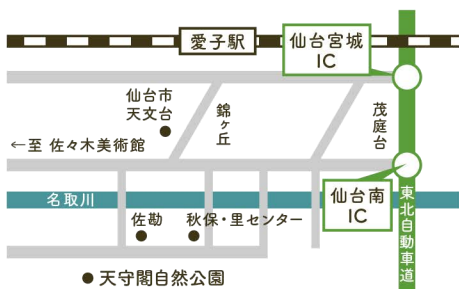 愛子駅
仙台宮城
IC
仙台市
天文台
錦ヶ丘
茂庭台
←至 佐々木美術館
仙台南
IC
名取川
佐勘
秋保・里センター
東北自動車道
天守閣自然公園